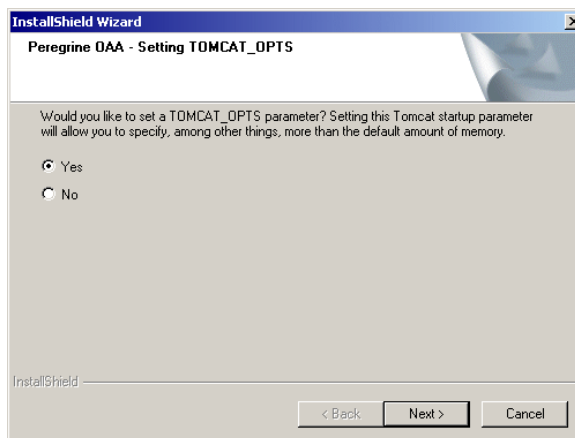 InstallShield Wizard
Peregrine OAA - Setting TOMCAT_OPTS
Would you like to set a TOMCAT_OPTS parameter? Setting this Tomcat startup parameter
will allow you to specify, among other things, more than the default amount of memory.
Yes
No
InstallShield
< Back
Next >
Cancel